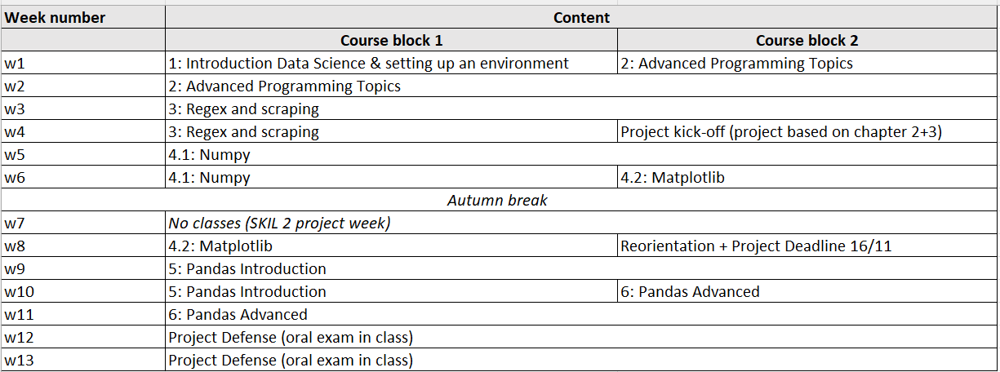 Week number Content
Course block 1 Course block 2
w1 1: Introduction Data Science & setting up an environment 2: Advanced Programming Topics
w2 2: Advanced Programming Topics
w3 3: Regex and scraping
w4 3: Regex and scraping Project kick-off (project based on chapter 2+3)
w5 4.1: Numpy
w6 4.1: Numpy 4.2: Matplotlib
Autumn break
w7 No classes (SKIL 2 project week)
w8 4.2: Matplotlib Reorientation + Project Deadline 16/11
w9 5: Pandas Introduction
w10 5: Pandas Introduction 6: Pandas Advanced
w11 6: Pandas Advanced
w12 Project Defense (oral exam in class)
w13 Project Defense (oral exam in class)